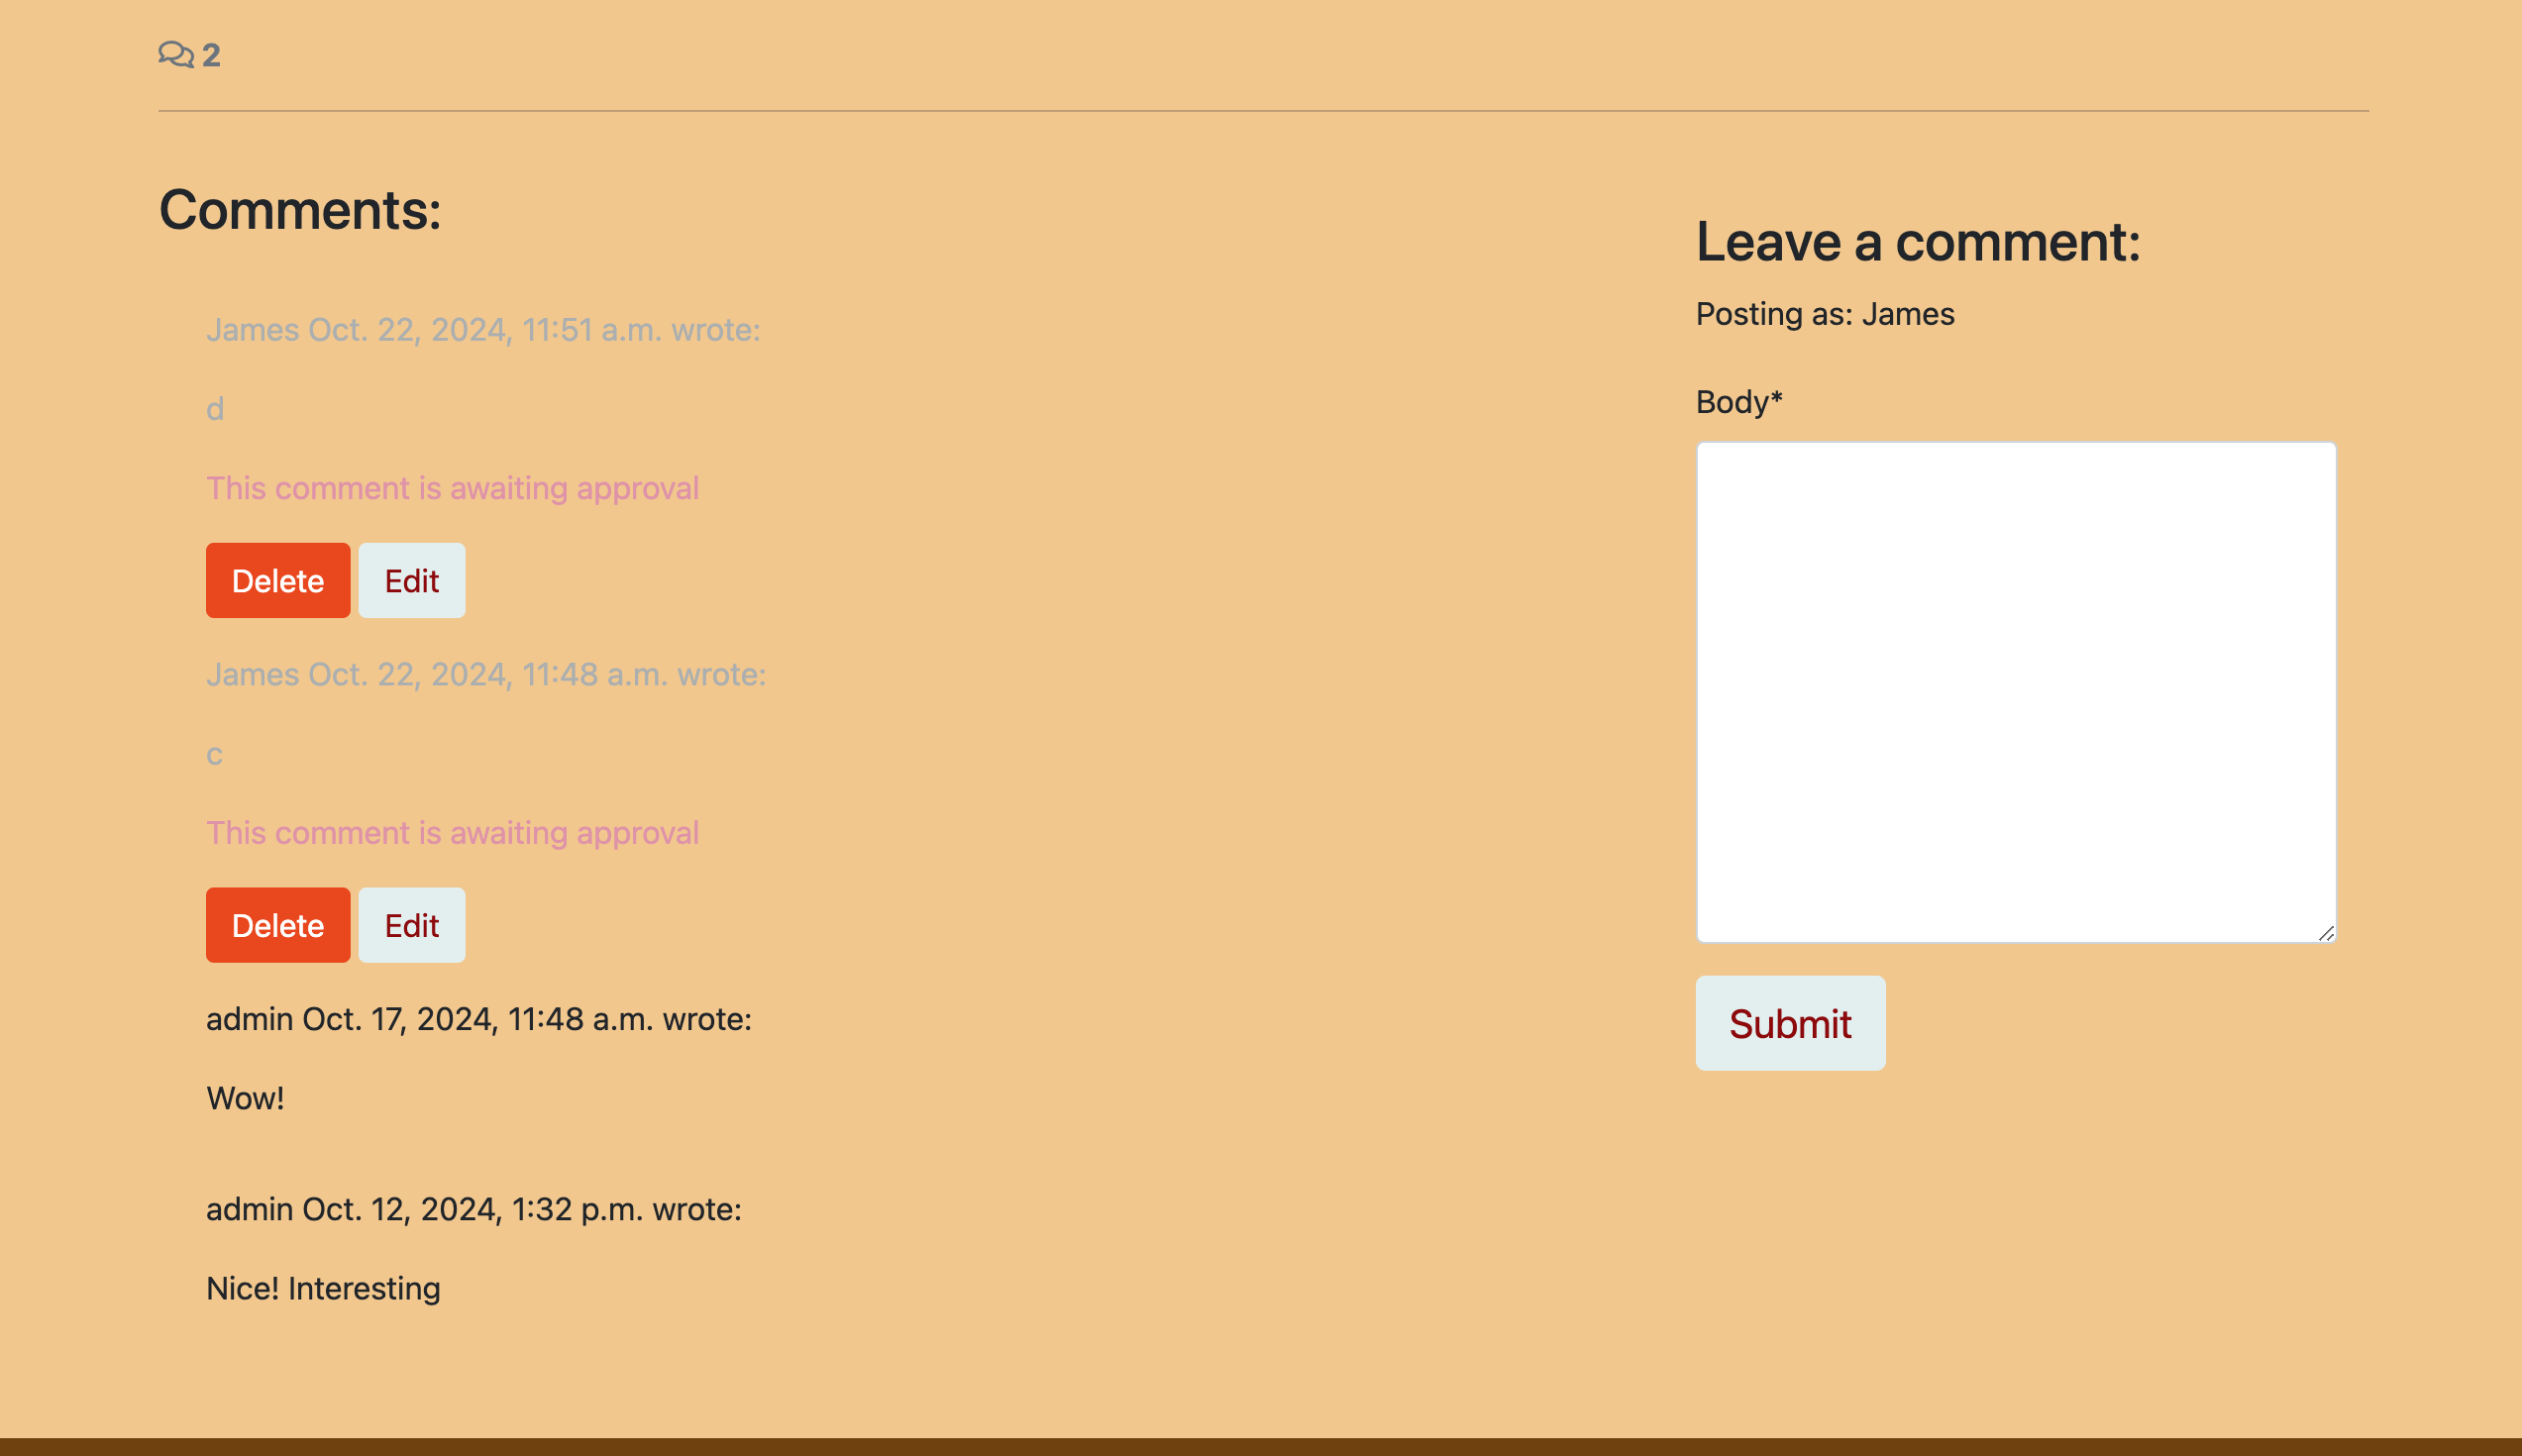 2
Comments:
James Oct. 22, 2024, 11:51 a.m. wrote:
d
This comment is awaiting approval
Delete Edit
James Oct. 22, 2024, 11:48 a.m. wrote:
c
This comment is awaiting approval
Delete Edit
admin Oct. 17, 2024, 11:48 a.m. wrote:
Wow!
admin Oct. 12, 2024, 1:32 p.m. wrote:
Nice! Interesting
Leave a comment:
Posting as: James
Body*
Submit